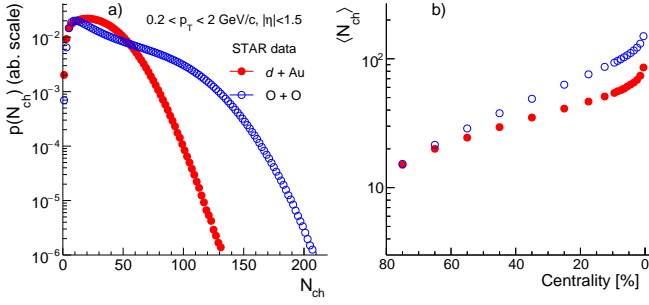 a)
0.2 < p_T < 2 GeV/c, |η|<1.5
STAR data
d + Au
O + O
p(N_ch) (ab. scale)
10^−2
10^−3
10^−4
10^−5
10^−6
0 50 100 150 200
N_ch
b)
⟨N_ch⟩
10^2
10
80 60 40 20 0
Centrality [%]